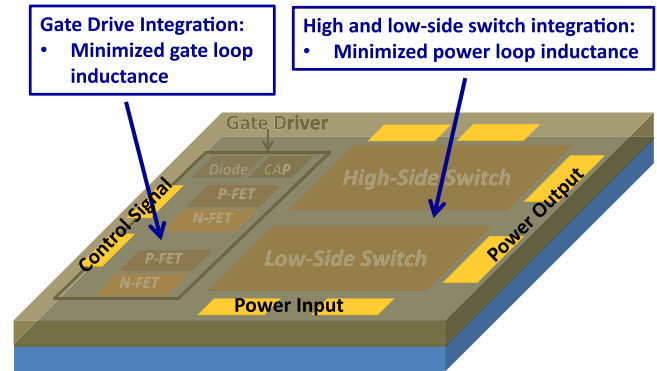 Gate Drive Integration:
• Minimized gate loop
inductance
High and low-side switch integration:
• Minimized power loop inductance
Gate Driver
Diode CAP
P-FET
N-FET
P-FET
N-FET
High-Side Switch
Low-Side Switch
Control Signal
Power Output
Power Input